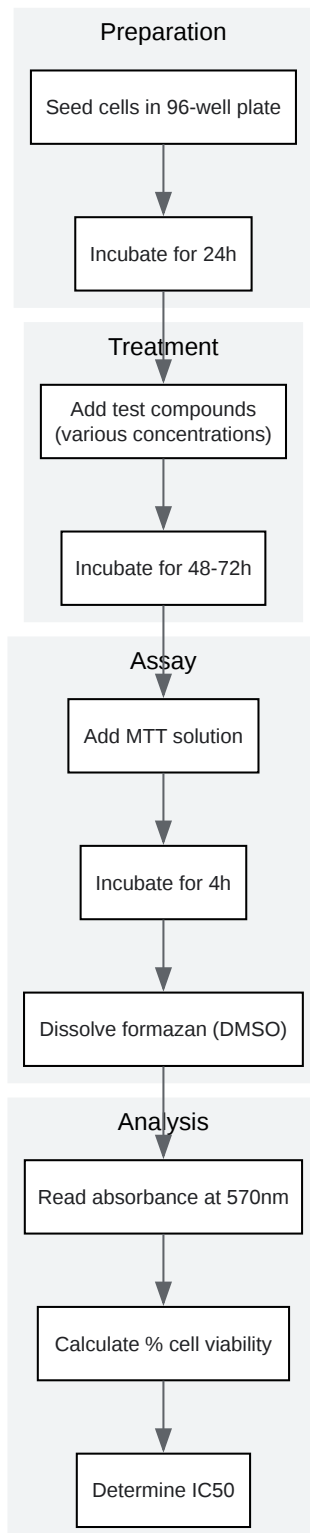 Preparation
Seed cells in 96-well plate
Incubate for 24h
Treatment
Add test compounds
(various concentrations)
Incubate for 48-72h
Assay
Add MTT solution
Incubate for 4h
Dissolve formazan (DMSO)
Analysis
Read absorbance at 570nm
Calculate % cell viability
Determine IC50